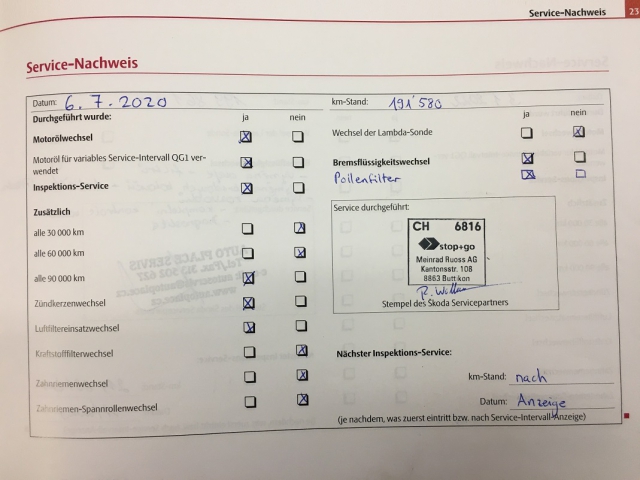 Service-Nachweis 23
Service-Nachweis
Datum: 6.7.2020
km-Stand: 191'580
Durchgeführt wurde: ja nein
ja nein
Motorölwechsel
Wechsel der Lambda-Sonde
Motoröl für variables Service-Intervall QG1 ver-
wendet
Bremsflüssigkeitswechsel
Inspektions-Service
Pollenfilter
Zusätzlich
Service durchgeführt:
alle 30 000 km
CH 6816
alle 60 000 km
stop+go
Meinrad Ruoss AG
Kantonsstr. 108
8863 Buttikon
alle 90 000 km
Zündkerzenwechsel
Stempel des Skoda Servicepartners
Luftfiltereinsatzwechsel
Kraftstofffilterwechsel
Nächster Inspektions-Service:
Zahnriemenwechsel
km-Stand: nach
Zahnriemen-Spannrollenwechsel
Datum: Anzeige
(je nachdem, was zuerst eintritt bzw. nach Service-Intervall-Anzeige)